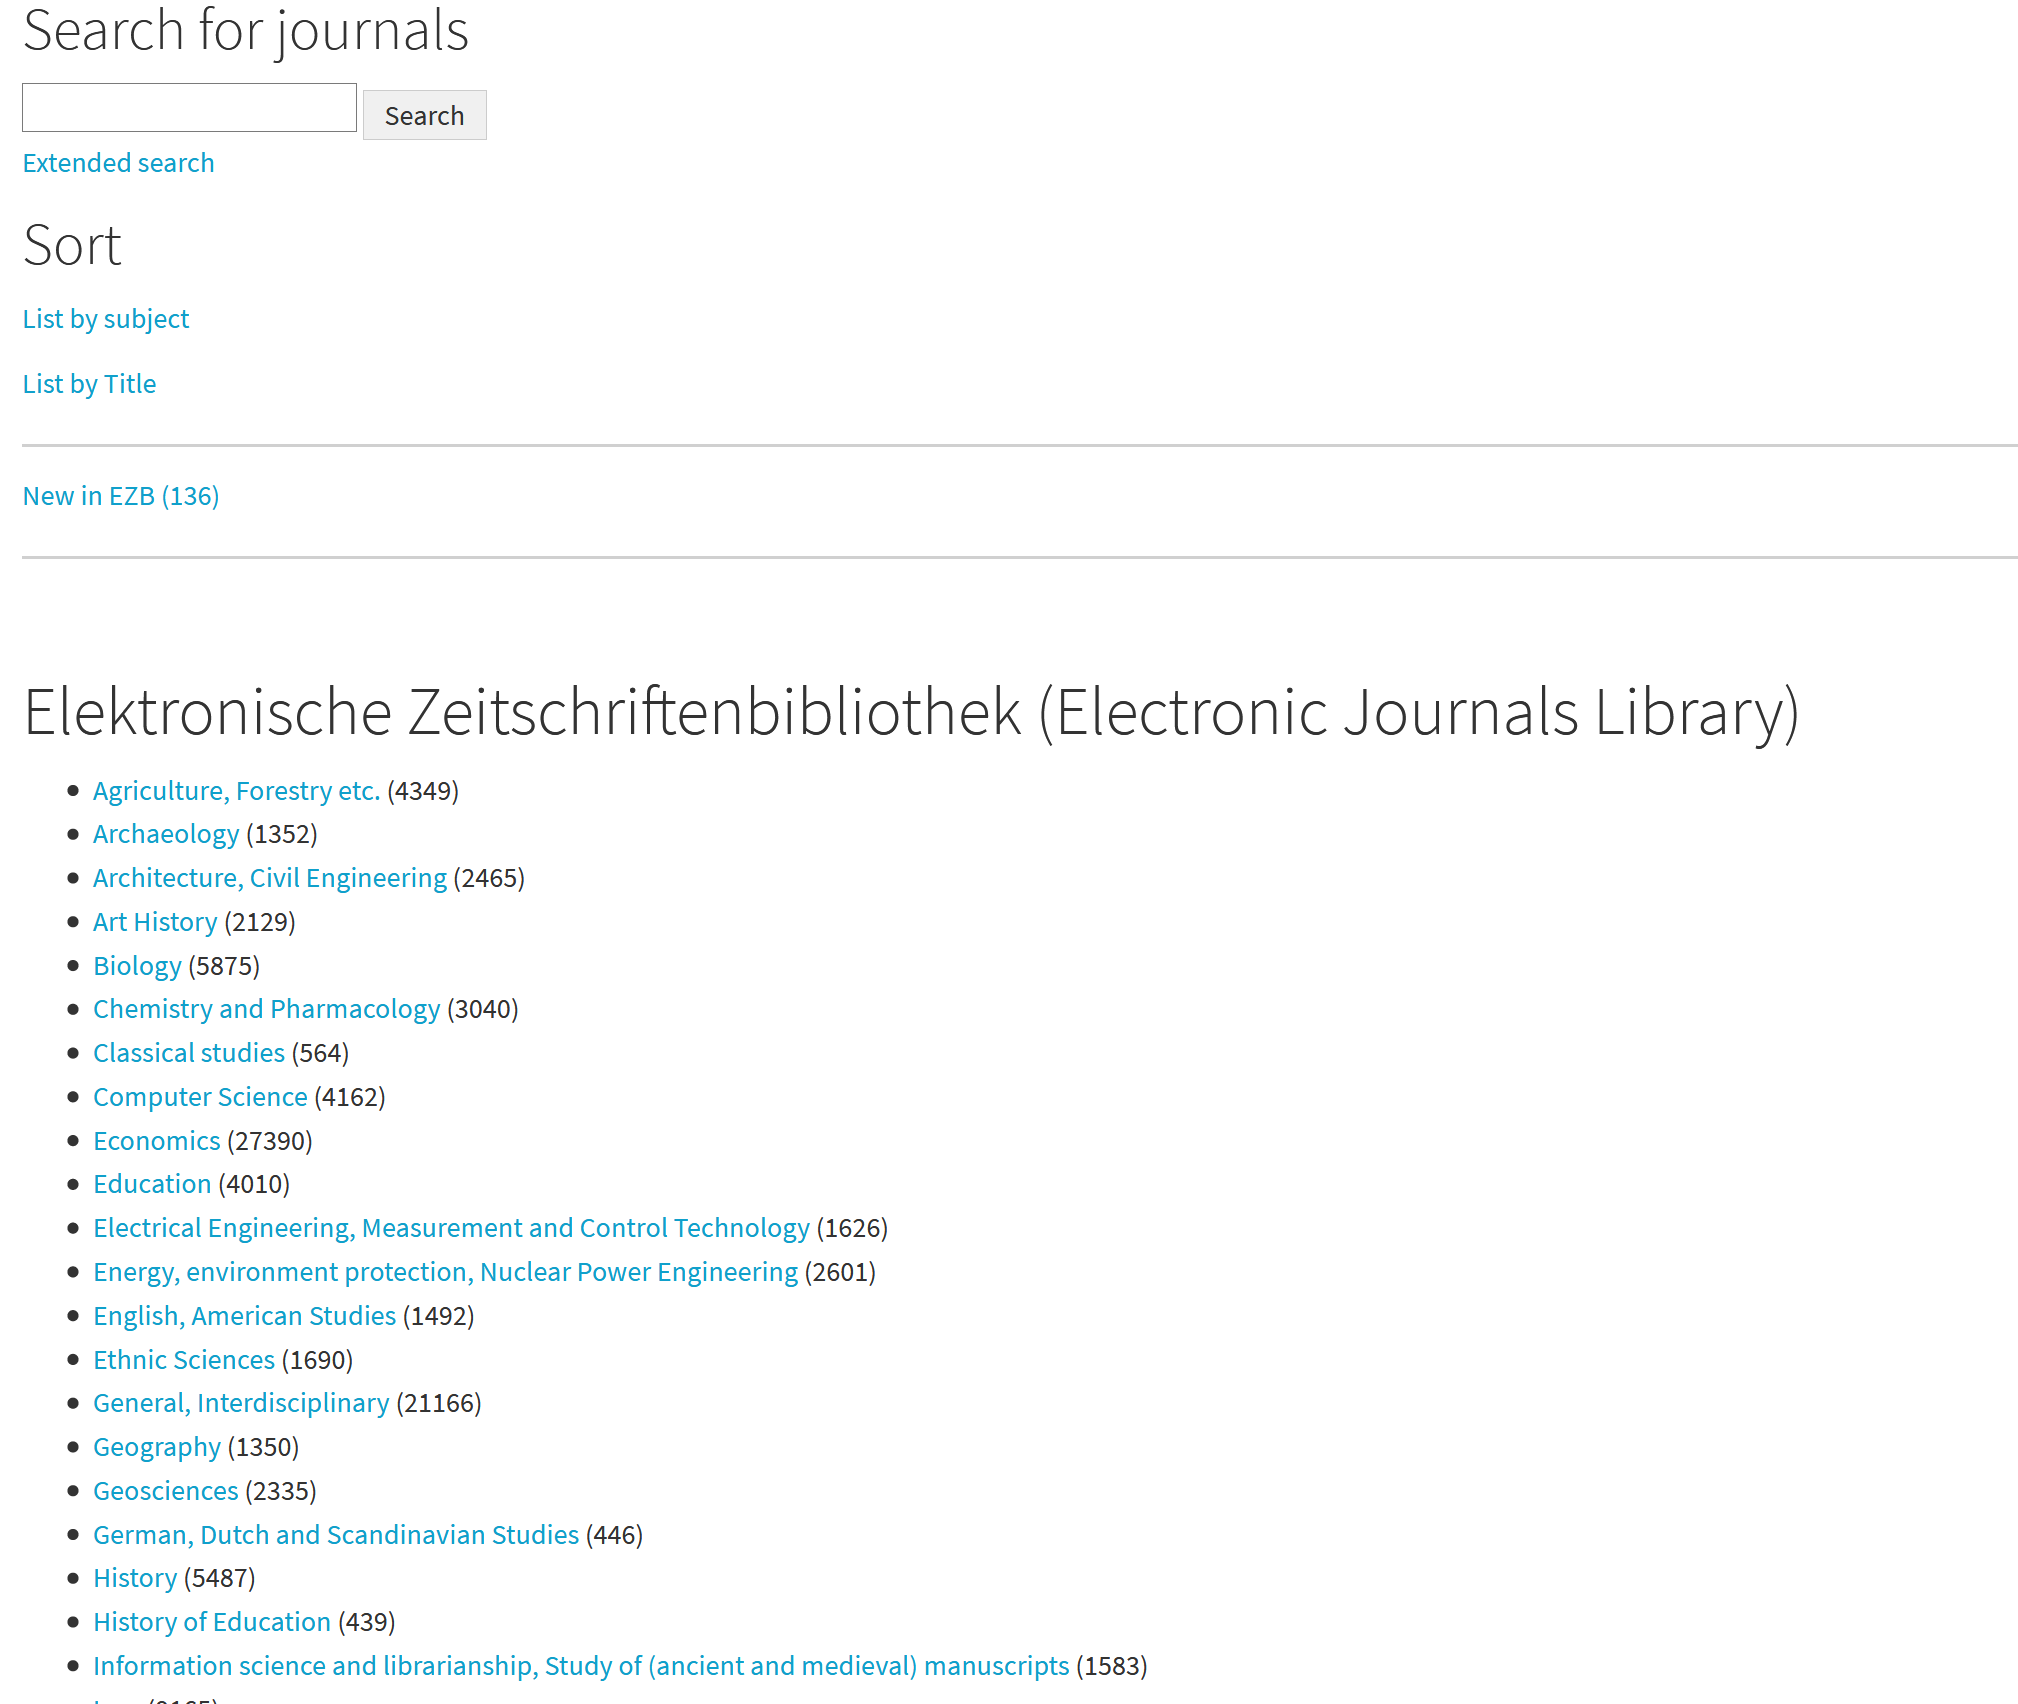 Search for journals
Search
Extended search
Sort
List by subject
List by Title
New in EZB (136)
Elektronische Zeitschriftenbibliothek (Electronic Journals Library)
Agriculture, Forestry etc. (4349)
Archaeology (1352)
Architecture, Civil Engineering (2465)
Art History (2129)
Biology (5875)
Chemistry and Pharmacology (3040)
Classical studies (564)
Computer Science (4162)
Economics (27390)
Education (4010)
Electrical Engineering, Measurement and Control Technology (1626)
Energy, environment protection, Nuclear Power Engineering (2601)
English, American Studies (1492)
Ethnic Sciences (1690)
General, Interdisciplinary (21166)
Geography (1350)
Geosciences (2335)
German, Dutch and Scandinavian Studies (446)
History (5487)
History of Education (439)
Information science and librarianship, Study of (ancient and medieval) manuscripts (1583)